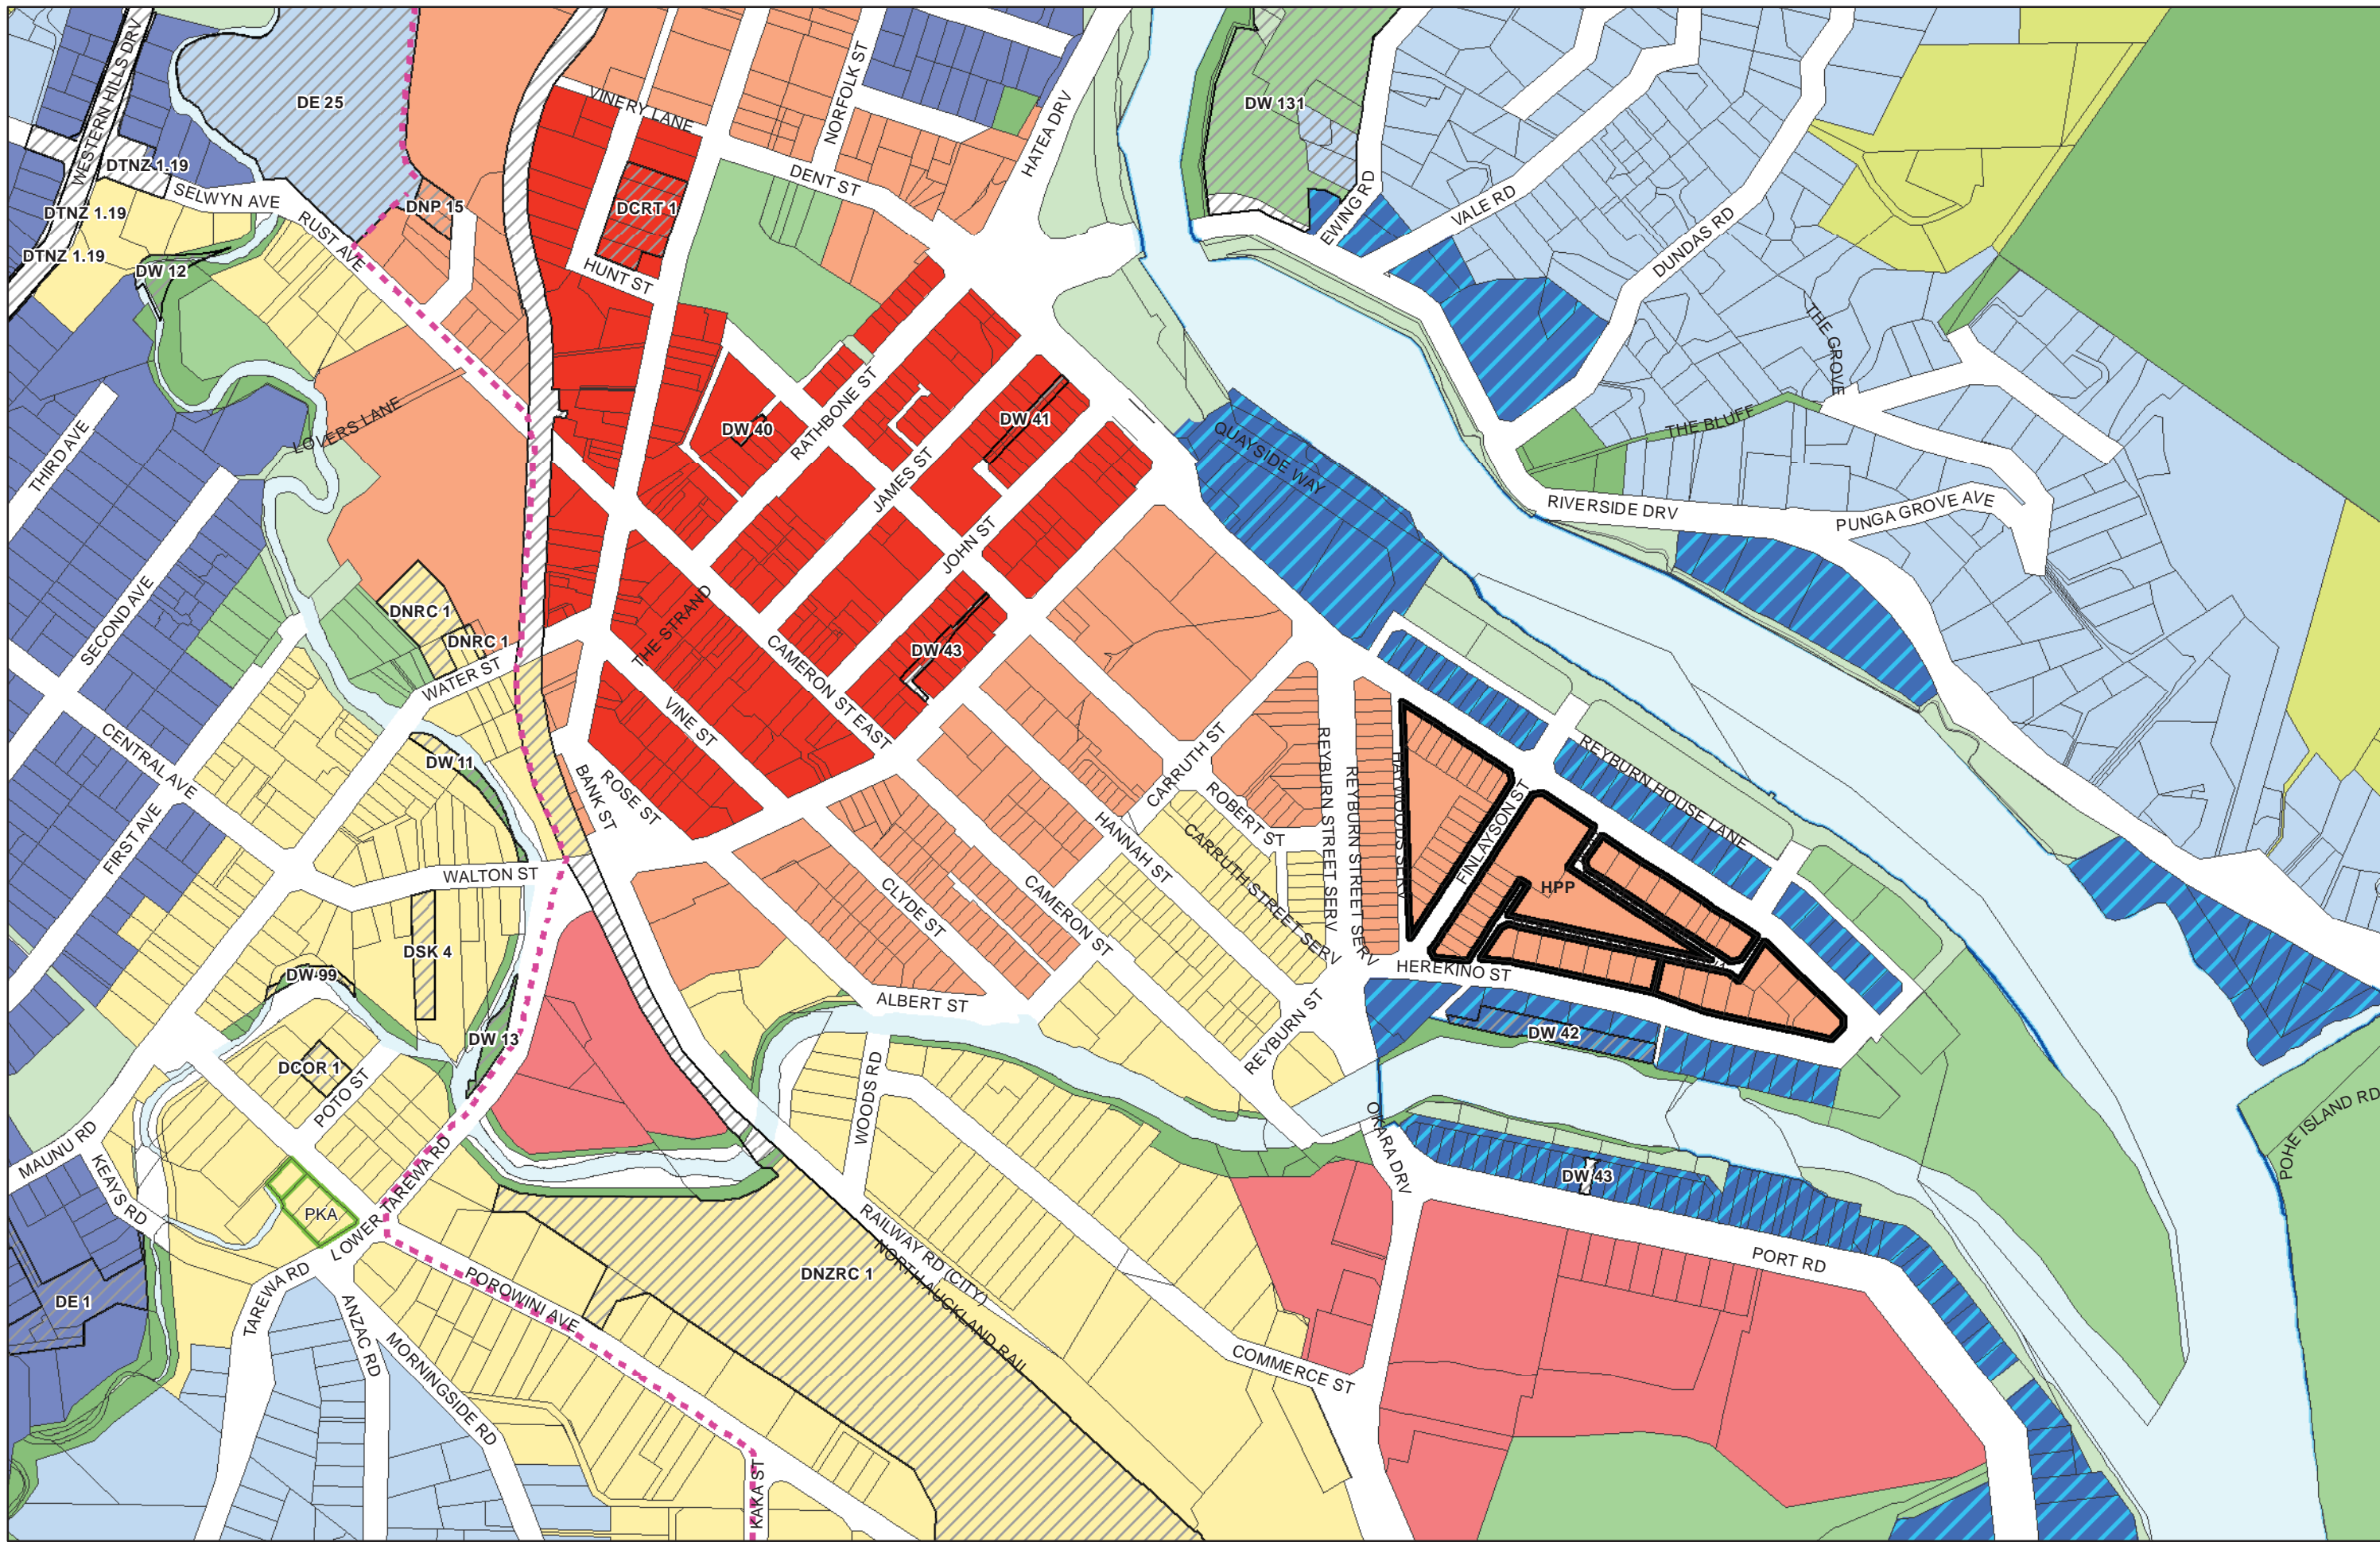 WESTERN HILLS DRV
DE 25
VINERY LANE
NORFOLK ST
HATEA DRV
DW 131
DTNZ 1.19
SELWYN AVE
DTNZ 1.19
DTNZ 1.19
DW 12
RUST AVE
DNP 15
DCRT 1
HUNT ST
DENT ST
EWING RD
VALE RD
DUNDAS RD
THE GROVE
THIRD AVE
LOVERS LANE
DW 40
RATHBONE ST
JAMES ST
DW 41
JOHN ST
QUAYSIDE WAY
THE BLUFF
RIVERSIDE DRV
PUNGA GROVE AVE
SECOND AVE
DNRC 1
DNRC 1
WATER ST
THE STRAND
CAMERON ST EAST
DW 43
VINE ST
CENTRAL AVE
FIRST AVE
DW 11
BANK ST
ROSE ST
CARRUTH ST
ROBERT ST
HANNAH ST
CARRUTH STREET SERV
REYBURN STREET SERV
REYBURN STREET SERV
HAYWOODS SERV
FINLAYSON ST
REYBURN HOUSE LANE
HPP
WALTON ST
CLYDE ST
CAMERON ST
DSK 4
DW 99
HEREKINO ST
ALBERT ST
REYBURN ST
DW 42
DW 13
DCOR 1
POTO ST
WOODS RD
MAUNU RD
KEAYS RD
PKA
LOWER TAREWA RD
OKARA DRV
DW 43
POHE ISLAND RD
PORT RD
RAILWAY RD (CITY)
NORTH AUCKLAND RAIL
DNZRC 1
POROWINI AVE
DE 1
TAREWA RD
ANZAC RD
MORNINGSIDE RD
COMMERCE ST
KAKA ST